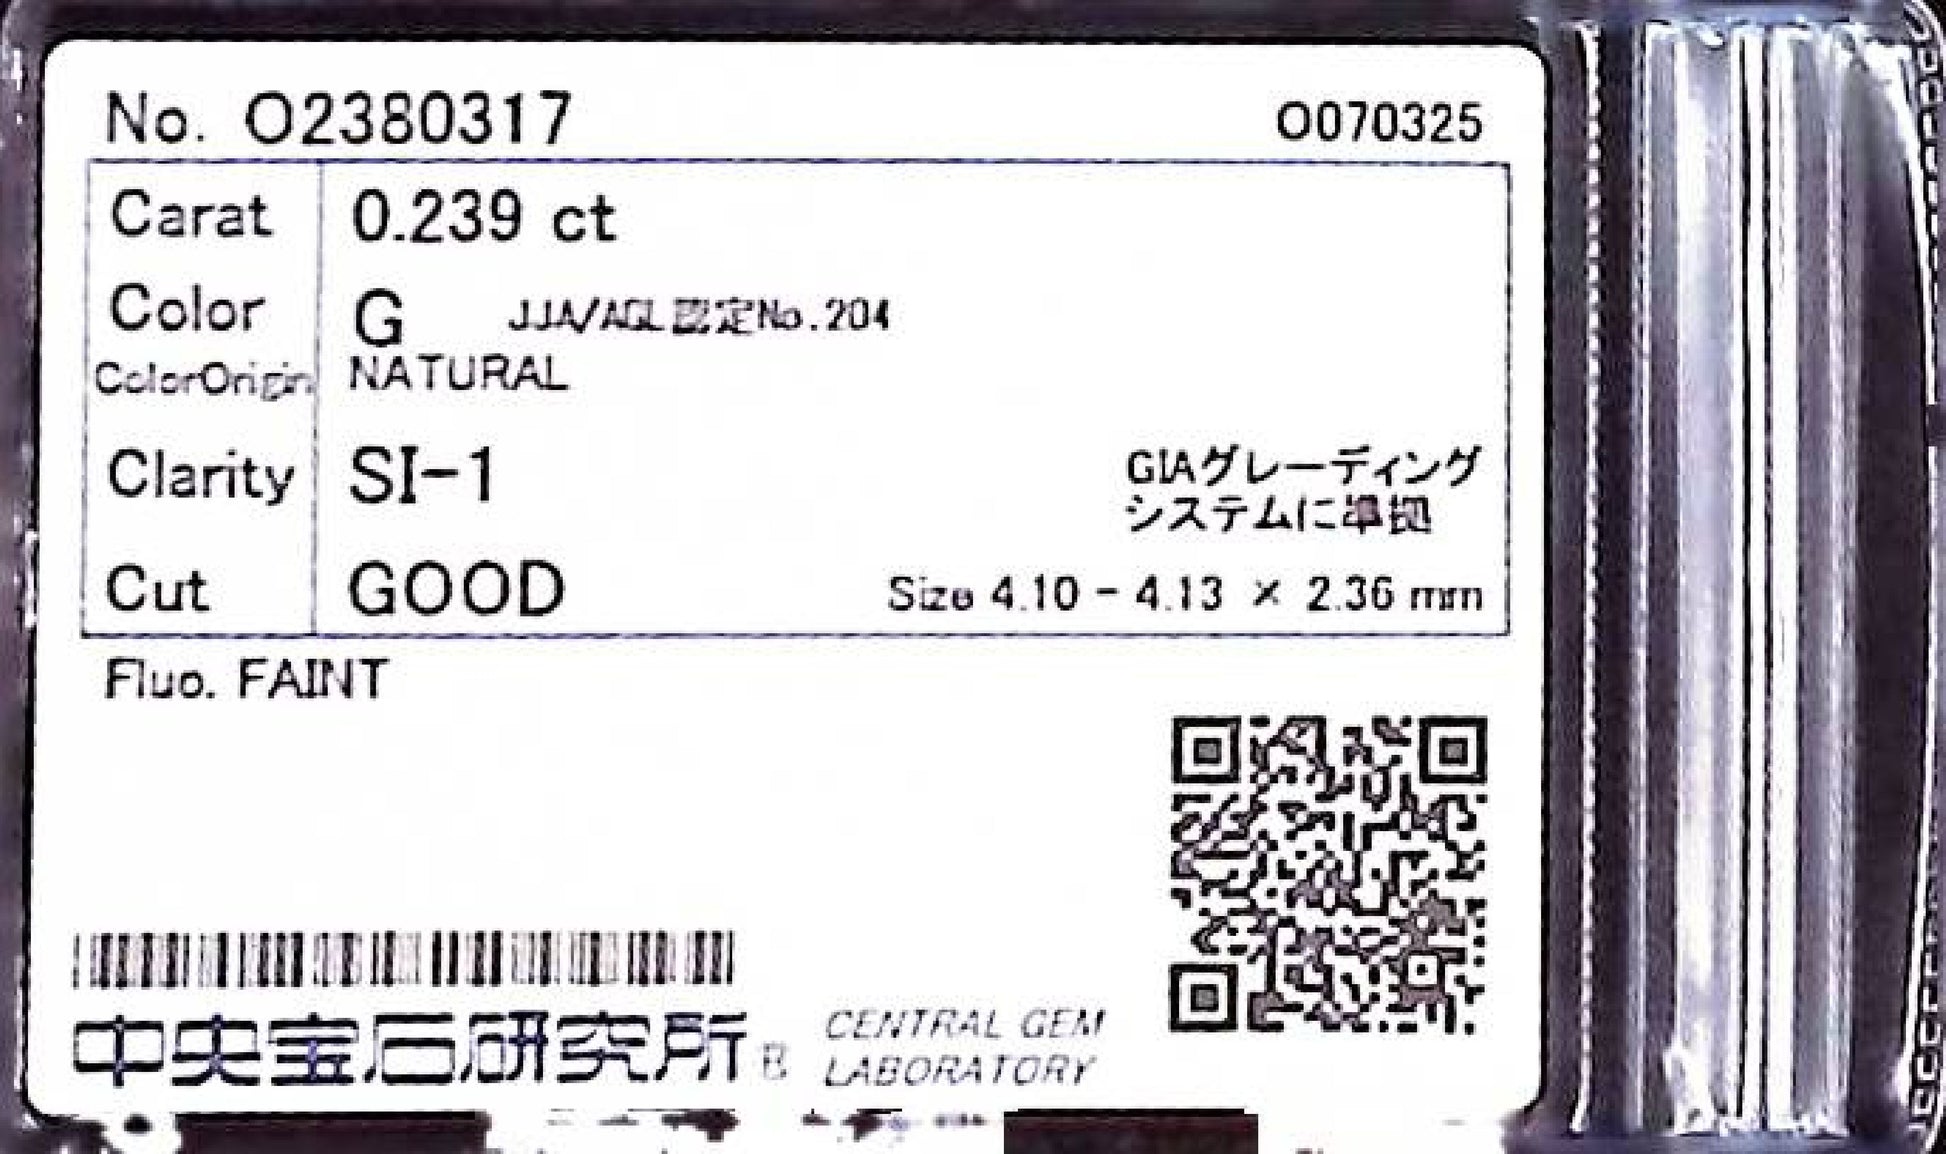 No. O2380317 O070325
Carat 0.239 ct
Color G JJA/AGL認定No.204
ColorOrigin NATURAL
Clarity SI-1
GIAグレーディング
システムに準拠
Cut GOOD Size 4.10 - 4.13 × 2.36 mm
Fluo. FAINT
中央宝石研究所 B
CENTRAL GEM
LABORATORY